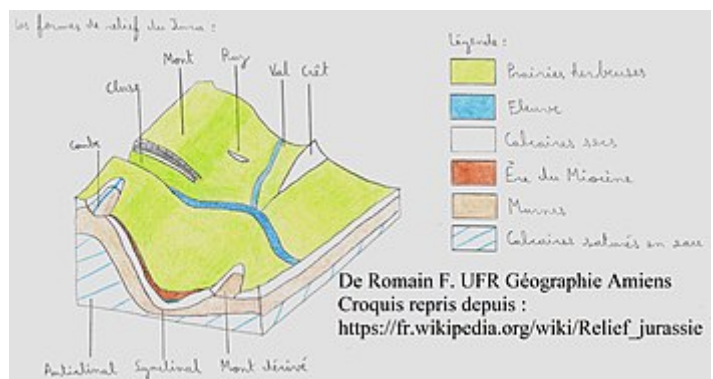 Les formes de relief du Jura :
Légende :
Mont
Ruz
Val
Crêt
Cluse
Combe
Prairies herbeuses
Fleuve
Calcaires secs
Ère du Miocène
Marnes
Calcaires saturés en eau
De Romain F. UFR Géographie Amiens
Croquis repris depuis :
https://fr.wikipedia.org/wiki/Relief_jurassie
Anticlinal
Synclinal
Mont dérivé